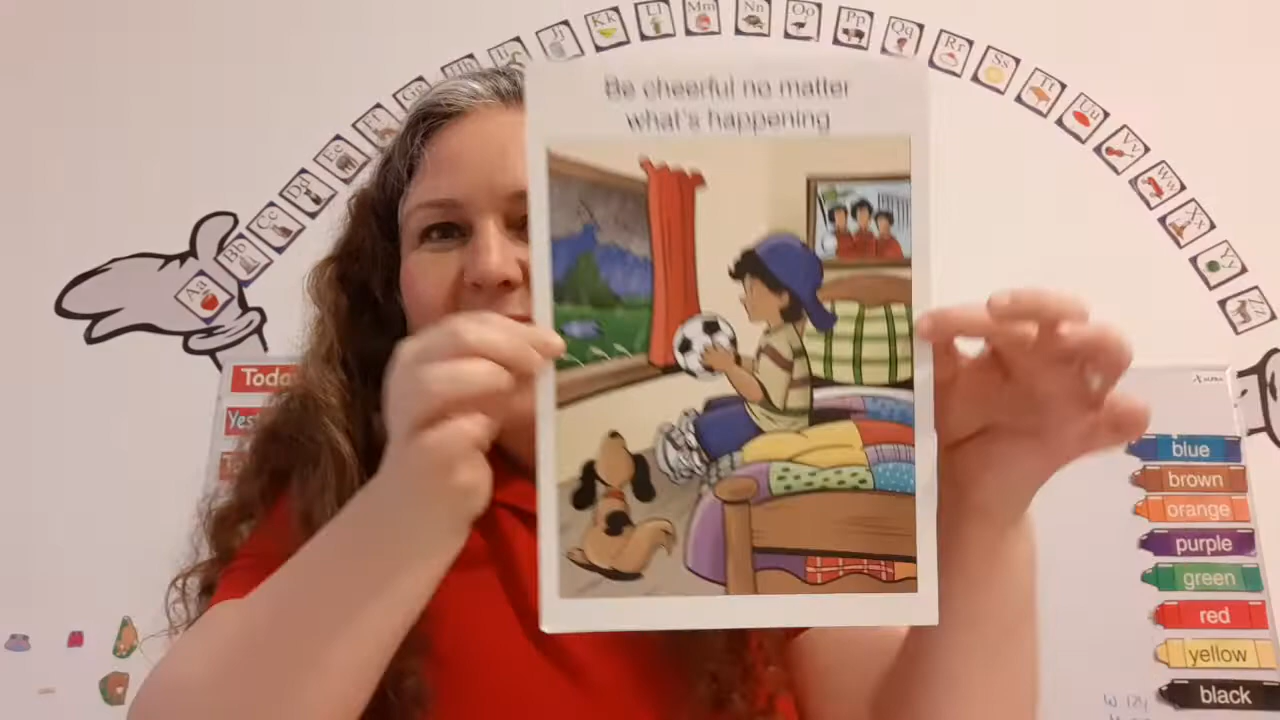 Be cheerful no matter
what's happening
Aa
Bb
Cc
Dd
Ee
Ff
Gg
Hh
Ii
Jj
Kk
Ll
Mm
Nn
Oo
Pp
Qq
Rr
Ss
Tt
Uu
Vv
Ww
Xx
Yy
Zz
Toda
Yes
blue
brown
orange
purple
green
red
yellow
black